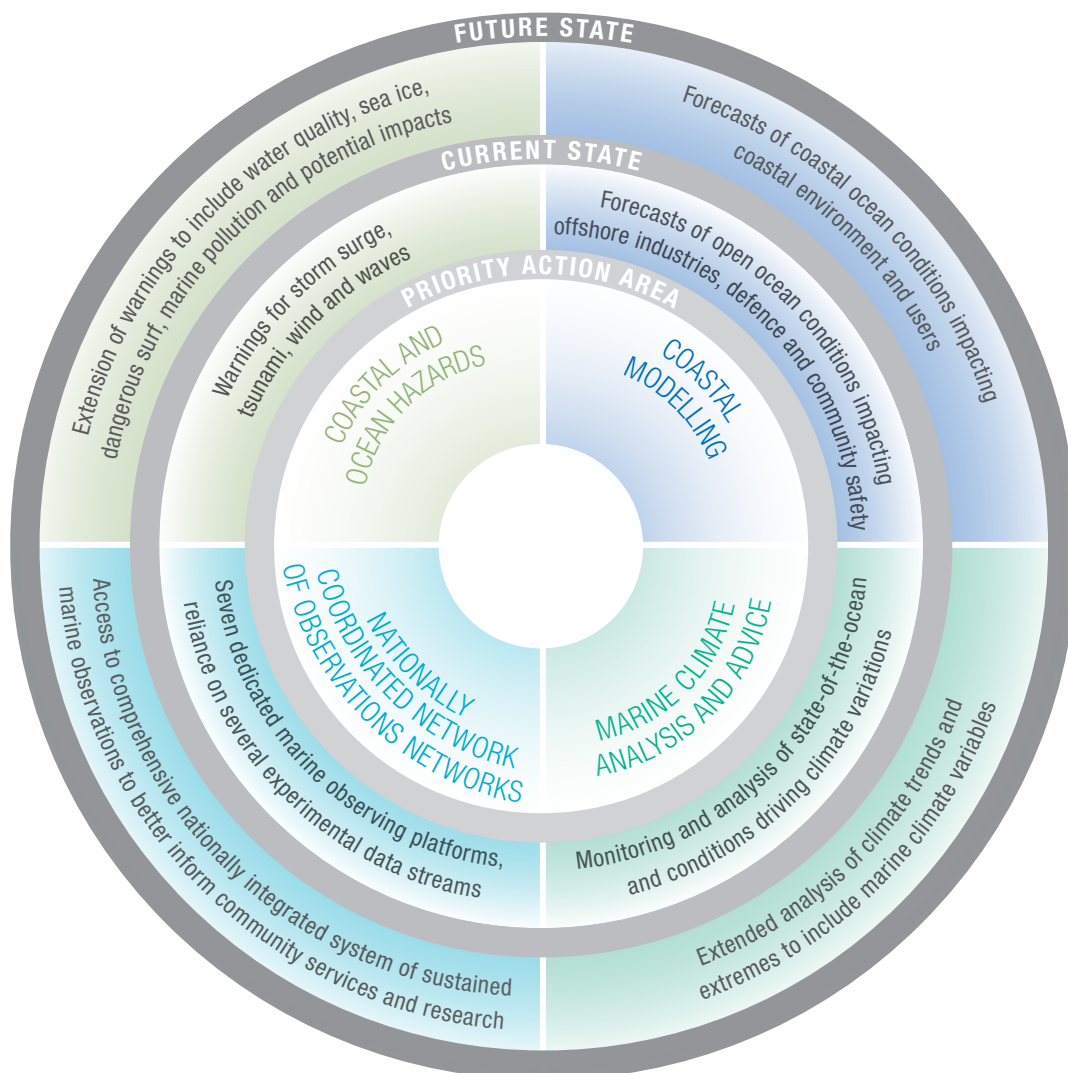 FUTURE STATE
Extension of warnings to include water quality, sea ice,
dangerous surf, marine pollution and potential impacts
Forecasts of coastal ocean conditions impacting
coastal environment and users
CURRENT STATE
Warnings for storm surge,
tsunami, wind and waves
Forecasts of open ocean conditions impacting
offshore industries, defence and community safety
PRIORITY ACTION AREA
COASTAL AND
OCEAN HAZARDS
COASTAL
MODELLING
NATIONALLY
COORDINATED NETWORK
OF OBSERVATIONS NETWORKS
MARINE CLIMATE
ANALYSIS AND ADVICE
Seven dedicated marine observing platforms,
reliance on several experimental data streams
Monitoring and analysis of state-of-the-ocean
and conditions driving climate variations
Access to comprehensive nationally integrated system of sustained
marine observations to better inform community services and research
Extended analysis of climate trends and
extremes to include marine climate variables